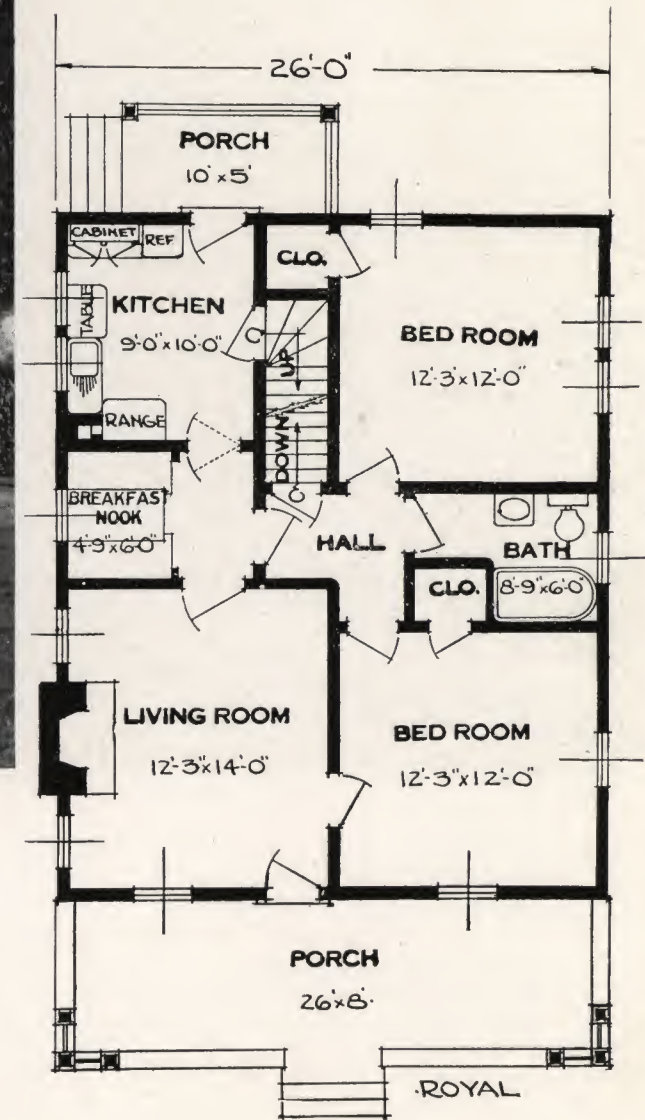 26'-0"
PORCH
10' x 5'
CABINET
REF.
CLO.
TABLE
KITCHEN
9'-0" x 10'-0"
UP
BED ROOM
12'-3" x 12'-0"
RANGE
DOWN
BREAKFAST
NOOK
4'-9" x 6'-0"
HALL
BATH
8'-9" x 6'-0"
CLO.
LIVING ROOM
12'-3" x 14'-0"
BED ROOM
12'-3" x 12'-0"
PORCH
26' x 8'
ROYAL